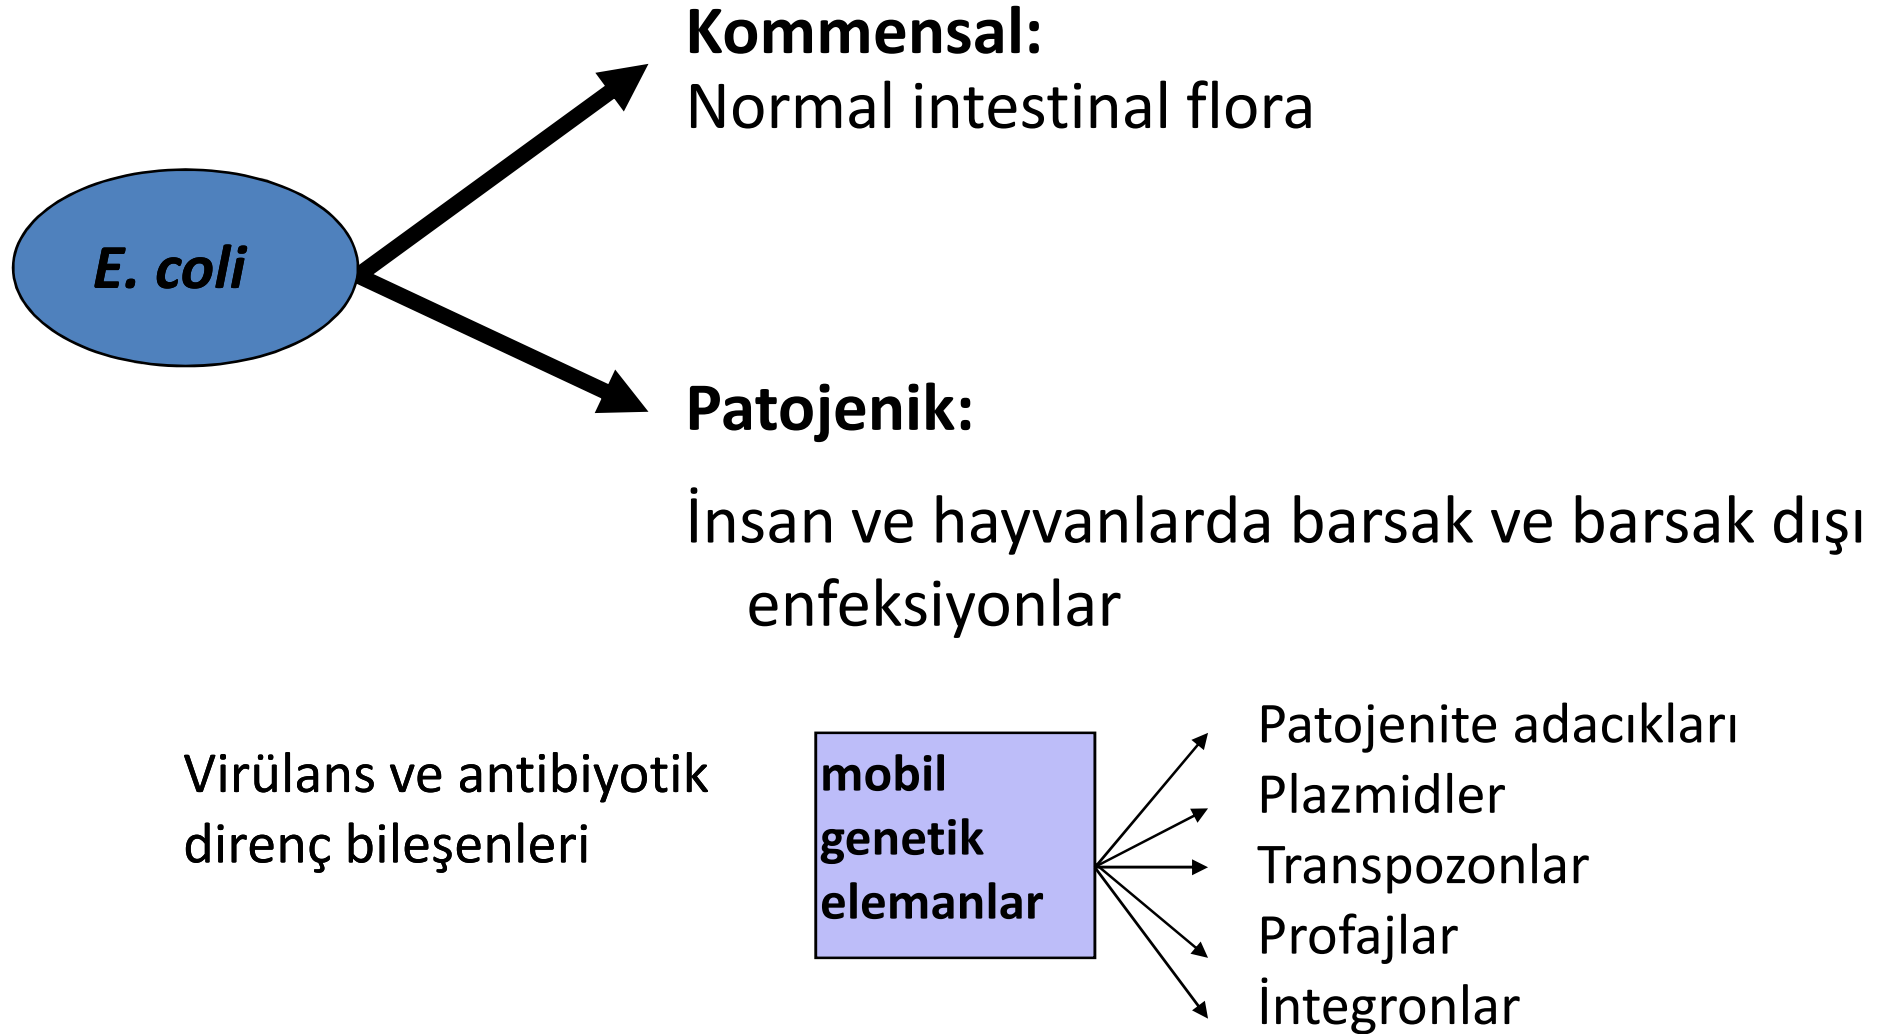 Kommensal:
Normal intestinal flora
E. coli
Patojenik:
İnsan ve hayvanlarda barsak ve barsak dışı
enfeksiyonlar
Virülans ve antibiyotik
direnç bileşenleri
mobil
genetik
elemanlar
Patojenite adacıkları
Plazmidler
Transpozonlar
Profajlar
İntegronlar